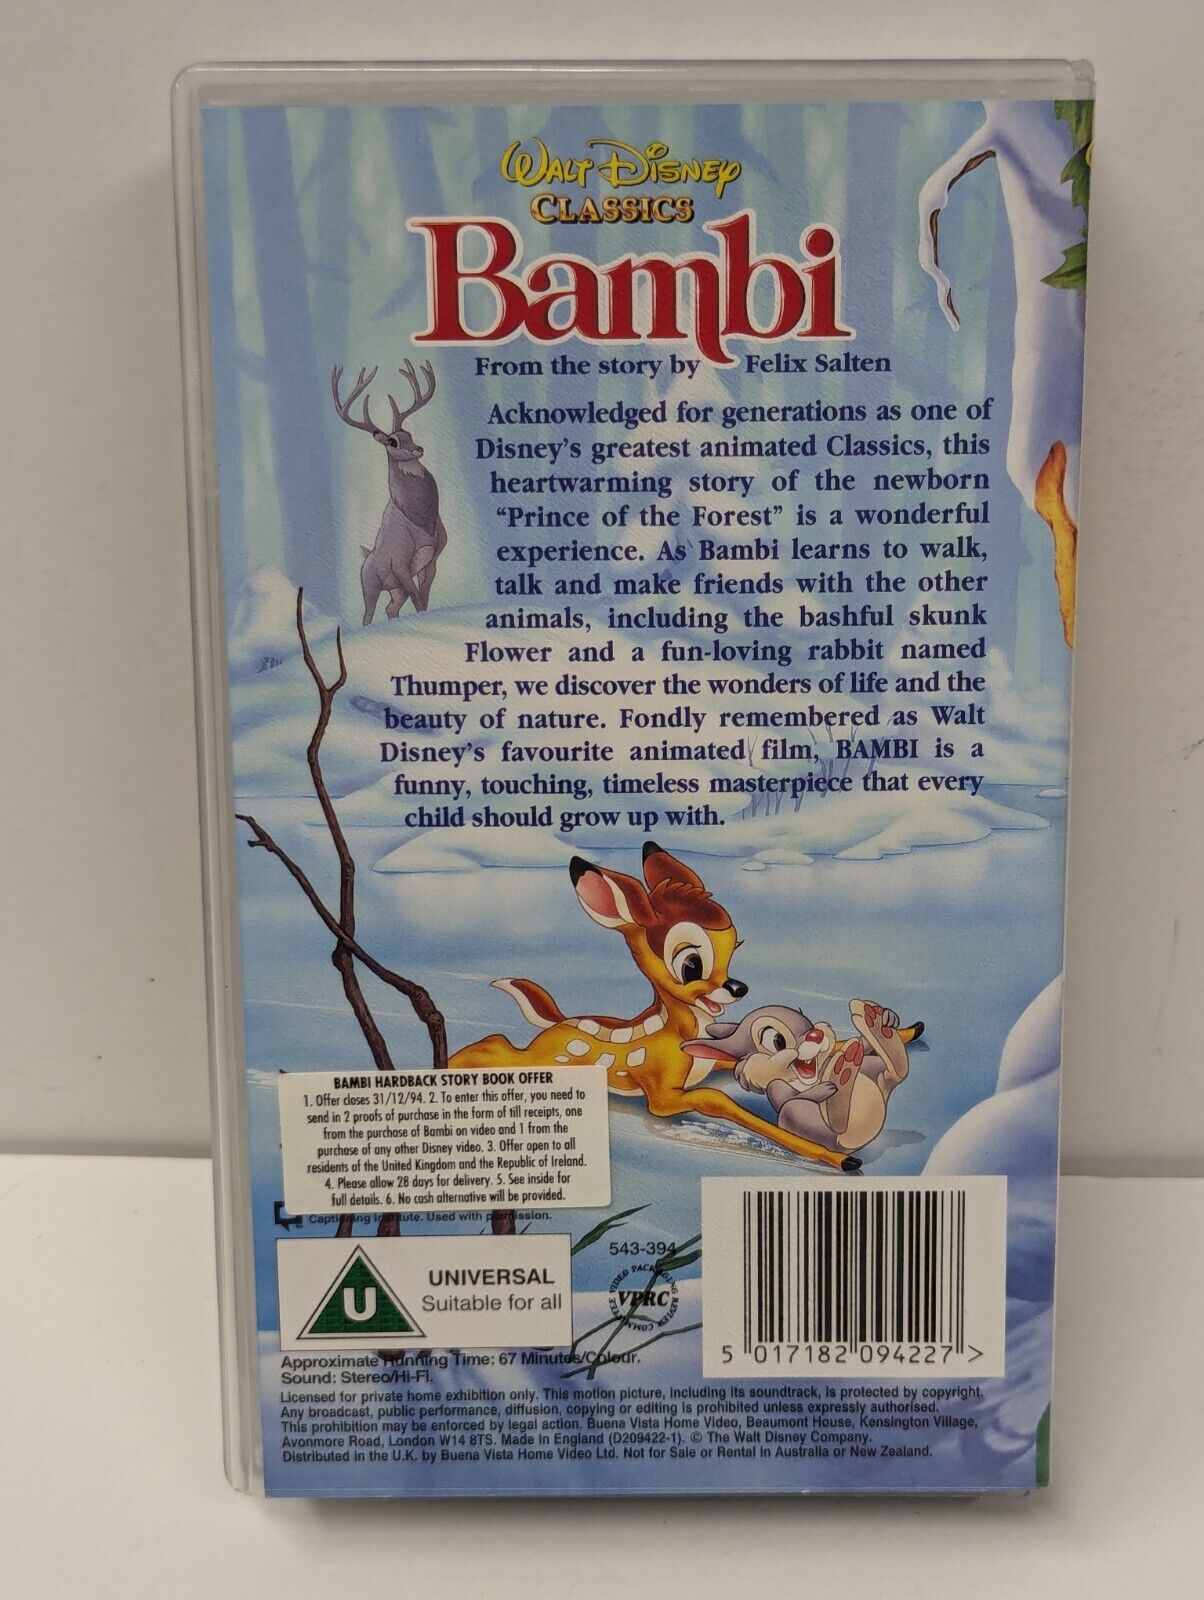 WALT DISNEY
CLASSICS
Bambi
From the story by Felix Salten
Acknowledged for generations as one of
Disney's greatest animated Classics, this
heartwarming story of the newborn
"Prince of the Forest" is a wonderful
experience. As Bambi learns to walk,
talk and make friends with the other
animals, including the bashful skunk
Flower and a fun-loving rabbit named
Thumper, we discover the wonders of life and the
beauty of nature. Fondly remembered as Walt
Disney's favourite animated film, BAMBI is a
funny, touching, timeless masterpiece that every
child should grow up with.
BAMBI HARDBACK STORY BOOK OFFER
1. Offer closes 31/12/94. 2. To enter this offer, you need to
send in 2 proofs of purchase in the form of till receipts, one
from the purchase of Bambi on video and 1 from the
purchase of any other Disney video. 3. Offer open to all
residents of the United Kingdom and the Republic of Ireland.
4. Please allow 28 days for delivery. 5. See inside for
full details. 6. No cash alternative will be provided.
Captioning Institute. Used with permission.
U
UNIVERSAL
Suitable for all
543-394
VIDEO PACKAGING REVIEW COMMITTEE
VPRC
5 017182 094227 >
Approximate Running Time: 67 Minutes/Colour.
Sound: Stereo/Hi-Fi.
Licensed for private home exhibition only. This motion picture, including its soundtrack, is protected by copyright.
Any broadcast, public performance, diffusion, copying or editing is prohibited unless expressly authorised.
This prohibition may be enforced by legal action. Buena Vista Home Video, Beaumont House, Kensington Village,
Avonmore Road, London W14 8TS. Made in England (D209422-1). © The Walt Disney Company.
Distributed in the U.K. by Buena Vista Home Video Ltd. Not for Sale or Rental in Australia or New Zealand.